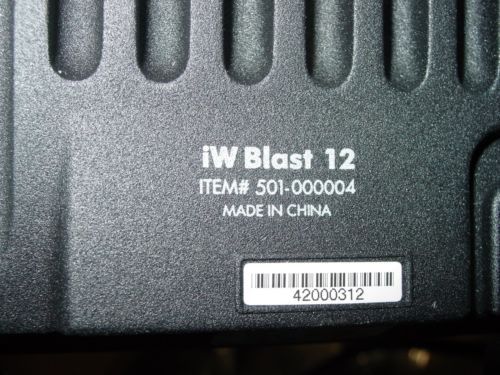 iW Blast 12
ITEM# 501-000004
MADE IN CHINA
42000312